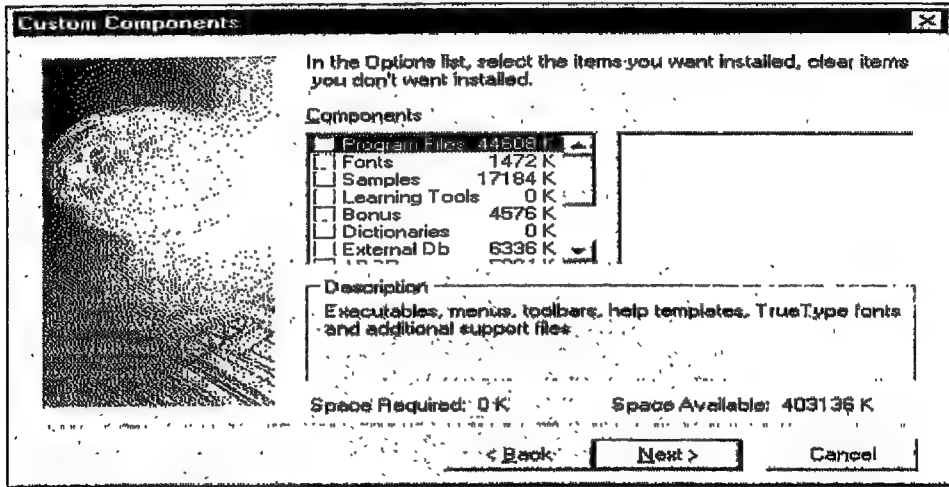 Custom Components
In the Options list, select the items you want installed, clear items
you don't want installed.
Components
Program Files 44608 K
Fonts 1472 K
Samples 17184 K
Learning Tools 0 K
Bonus 4576 K
Dictionaries 0 K
External Db 6336 K
Description
Executables, menus, toolbars, help templates, TrueType fonts
and additional support files
Space Required: 0 K
Space Available: 403136 K
< Back
Next >
Cancel